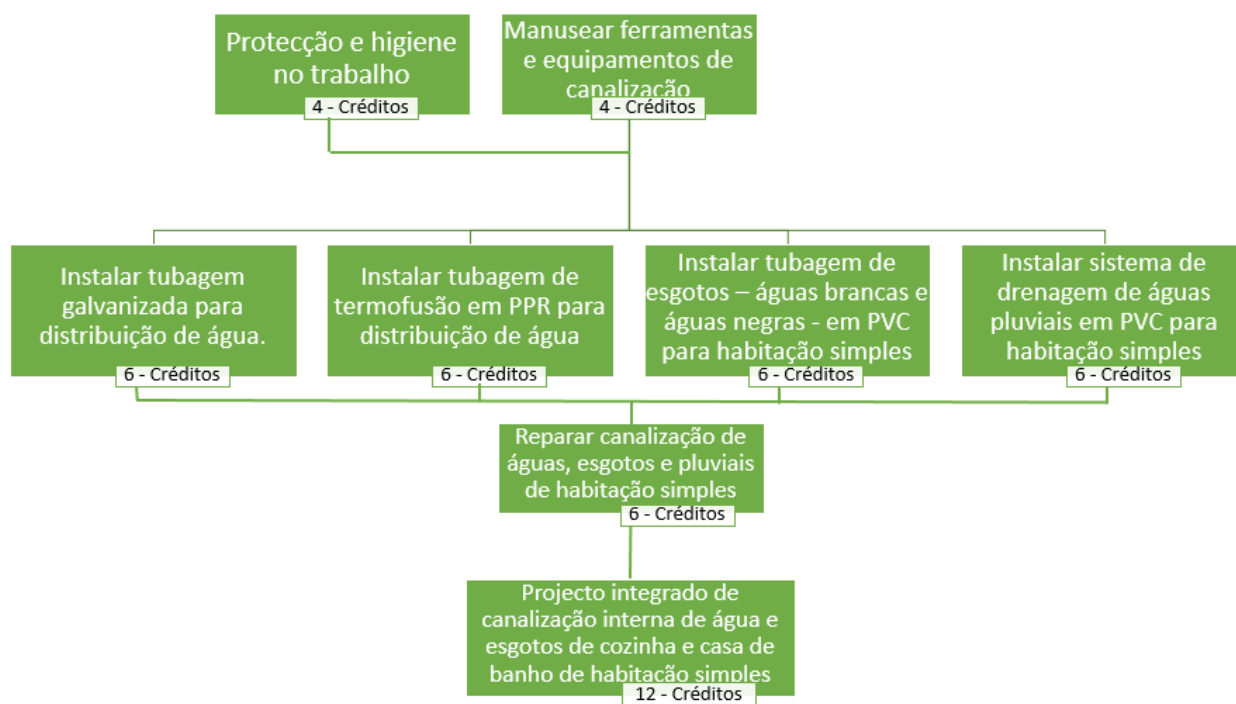 Protecção e higiene
no trabalho
4 - Créditos
Manusear ferramentas
e equipamentos de
canalização
4 - Créditos
Instalar tubagem
galvanizada para
distribuição de água.
6 - Créditos
Instalar tubagem de
termofusão em PPR para
distribuição de água
6 - Créditos
Instalar tubagem de
esgotos – águas brancas e
águas negras - em PVC
para habitação simples
6 - Créditos
Instalar sistema de
drenagem de águas
pluviais em PVC para
habitação simples
6 - Créditos
Reparar canalização de
águas, esgotos e pluviais
de habitação simples
6 - Créditos
Projecto integrado de
canalização interna de água e
esgotos de cozinha e casa de
banho de habitação simples
12 - Créditos